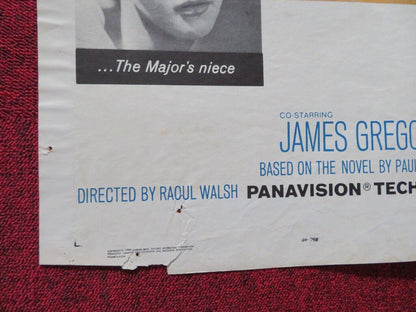 ...The Major's niece
CO-STARRING
JAMES GREGO
BASED ON THE NOVEL BY PAU
DIRECTED BY RAOUL WALSH PANAVISION® TECH